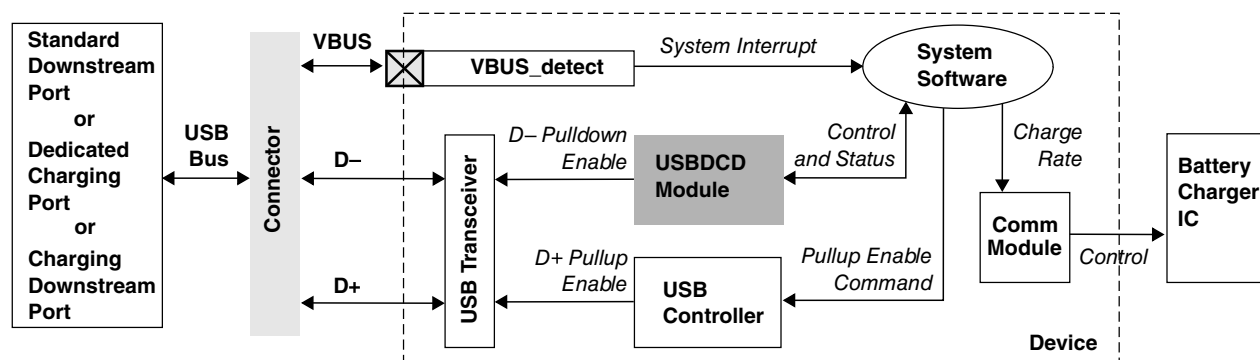 Standard
Downstream
Port
or
Dedicated
Charging
Port
or
Charging
Downstream
Port
USB
Bus
Connector
VBUS
D–
D+
VBUS_detect
USB Transceiver
D– Pulldown
Enable
D+ Pullup
Enable
USBDCD
Module
USB
Controller
System Interrupt
System
Software
Control
and Status
Charge
Rate
Pullup Enable
Command
Comm
Module
Control
Device
Battery
Charger
IC